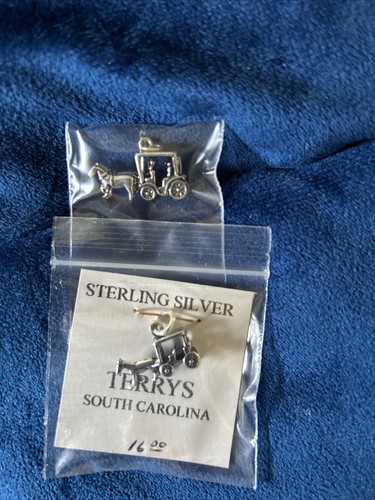 STERLING SILVER
TERRYS
SOUTH CAROLINA
16 00